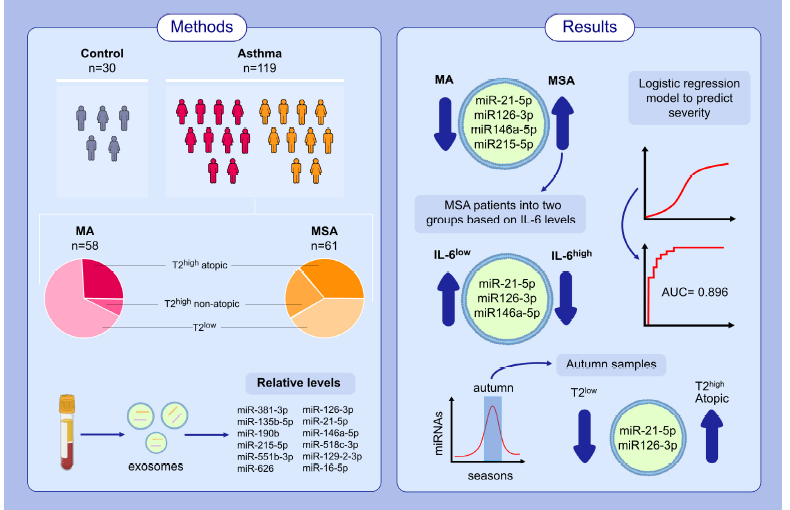 Methods
Control
n=30
Asthma
n=119
MA
n=58
MSA
n=61
T2high atopic
T2high non-atopic
T2low
Relative levels
miR-381-3p
miR-135b-5p
miR-190b
miR-215-5p
miR-551b-3p
miR-626
miR-126-3p
miR-21-5p
miR-146a-5p
miR-518c-3p
miR-129-2-3p
miR-16-5p
exosomes
Results
MA
MSA
miR-21-5p
miR126-3p
miR146a-5p
miR215-5p
Logistic regression
model to predict
severity
MSA patients into two
groups based on IL-6 levels
IL-6low
IL-6high
miR-21-5p
miR126-3p
miR146a-5p
AUC= 0.896
Autumn samples
autumn
miRNAs
seasons
T2low
T2high
Atopic
miR-21-5p
miR126-3p